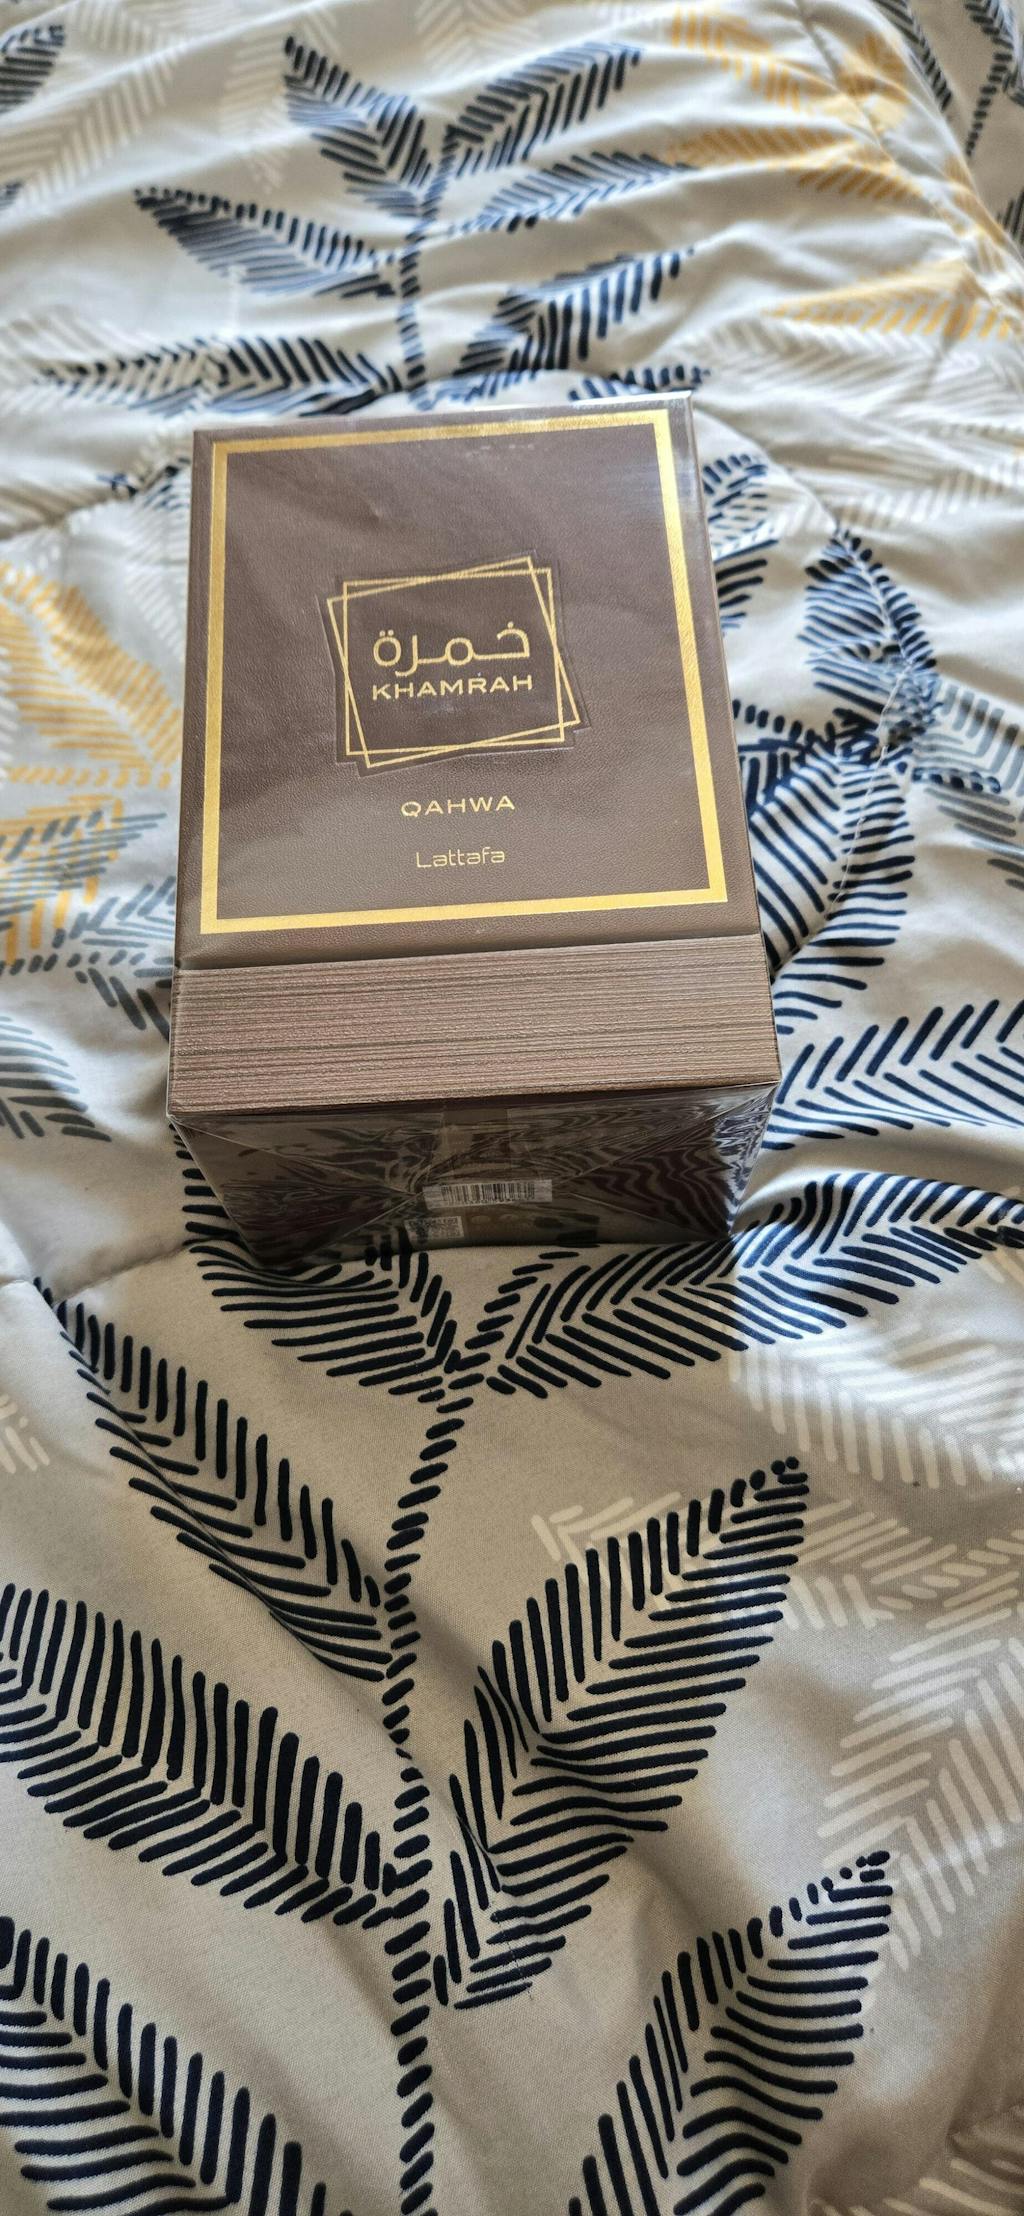 خمرة
KHAMRAH
QAHWA
Lattafa